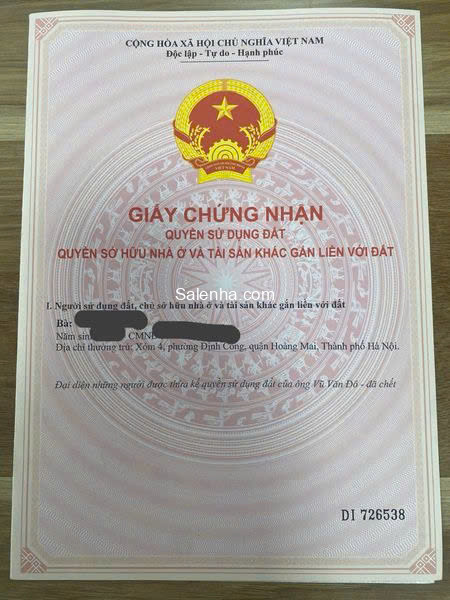 CỘNG HÒA XÃ HỘI CHỦ NGHĨA VIỆT NAM
Độc lập - Tự do - Hạnh phúc
VIỆT NAM
GIẤY CHỨNG NHẬN
QUYỀN SỬ DỤNG ĐẤT
QUYỀN SỞ HỮU NHÀ Ở VÀ TÀI SẢN KHÁC GẮN LIỀN VỚI ĐẤT
Salenha.com
I. Người sử dụng đất, chủ sở hữu nhà ở và tài sản khác gắn liền với đất
Bà:
Năm sinh CMNĐ
Địa chỉ thường trú: Xóm 4, phường Định Công, quận Hoàng Mai, Thành phố Hà Nội.
Đại diện những người được thừa kế quyền sử dụng đất của ông Vũ Văn Đô - đã chết
DI 726538